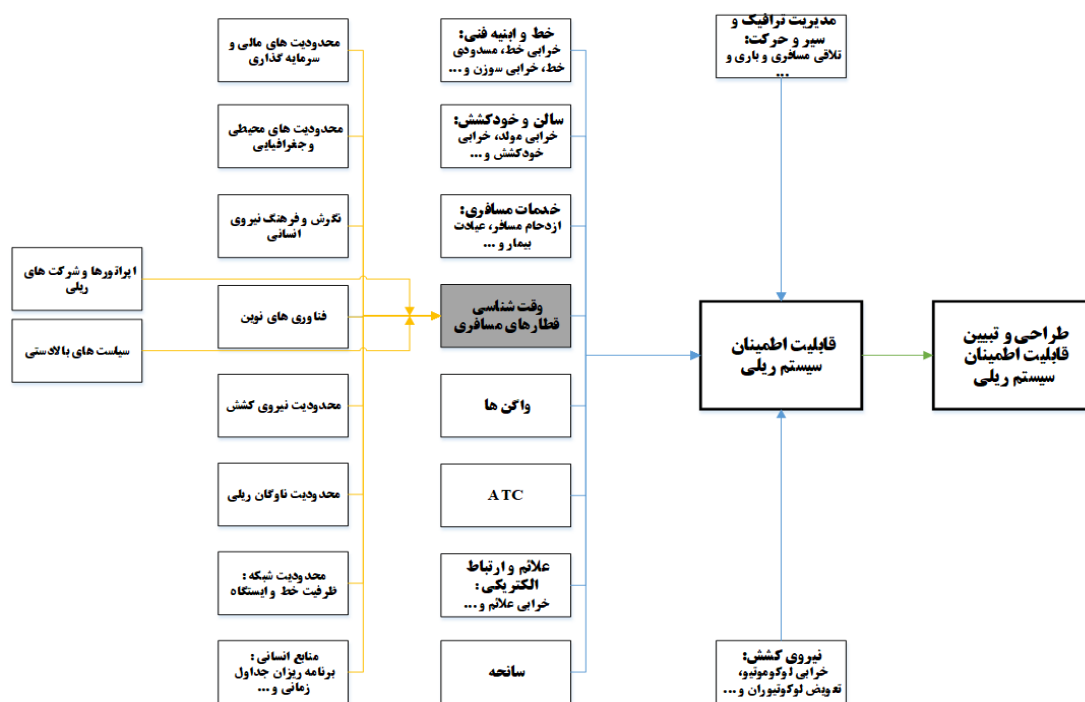 مدیریت ترافیک و
سیر و حرکت:
تلاقی مسافری و باری و
...
خط و ابنیه فنی:
خرابی خط، مسدودی
خط، خرابی سوزن و ...
محدودیت های مالی و
سرمایه گذاری
سالن و خودکشش:
خرابی مولد، خرابی
خودکشش و ...
محدودیت های محیطی
و جغرافیایی
خدمات مسافری:
ازدحام مسافر، عیادت
بیمار و ...
نگرش و فرهنگ نیروی
انسانی
اپراتورها و شرکت های
ریلی
وقت شناسی
قطارهای مسافری
فناوری های نوین
سیاست های بالادستی
طراحی و تبیین
قابلیت اطمینان
سیستم ریلی
قابلیت اطمینان
سیستم ریلی
واگن ها
محدودیت نیروی کشش
ATC
محدودیت ناوگان ریلی
علائم و ارتباط
الکتریکی :
خرابی علائم و ...
محدودیت شبکه :
ظرفیت خط و ایستگاه
نیروی کشش:
خرابی لوکوموتیو،
تعویض لوکوتیوران و ...
سانحه
منابع انسانی :
برنامه ریزان جداول
زمانی و ...